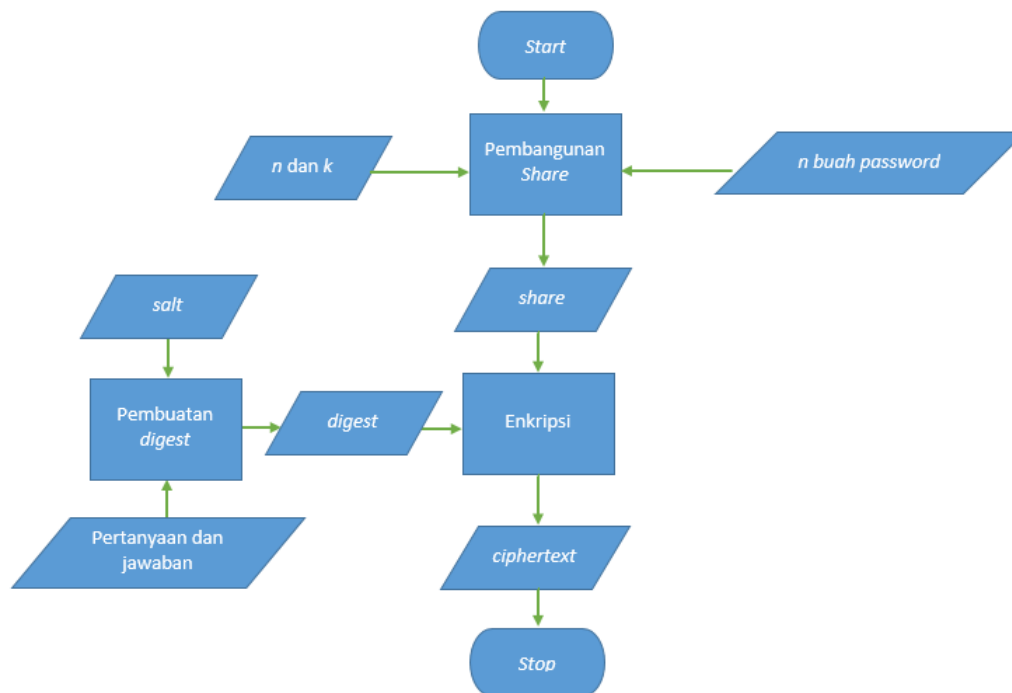 Start
n dan k
Pembangunan
Share
n buah password
salt
share
Pembuatan
digest
digest
Enkripsi
Pertanyaan dan
jawaban
ciphertext
Stop